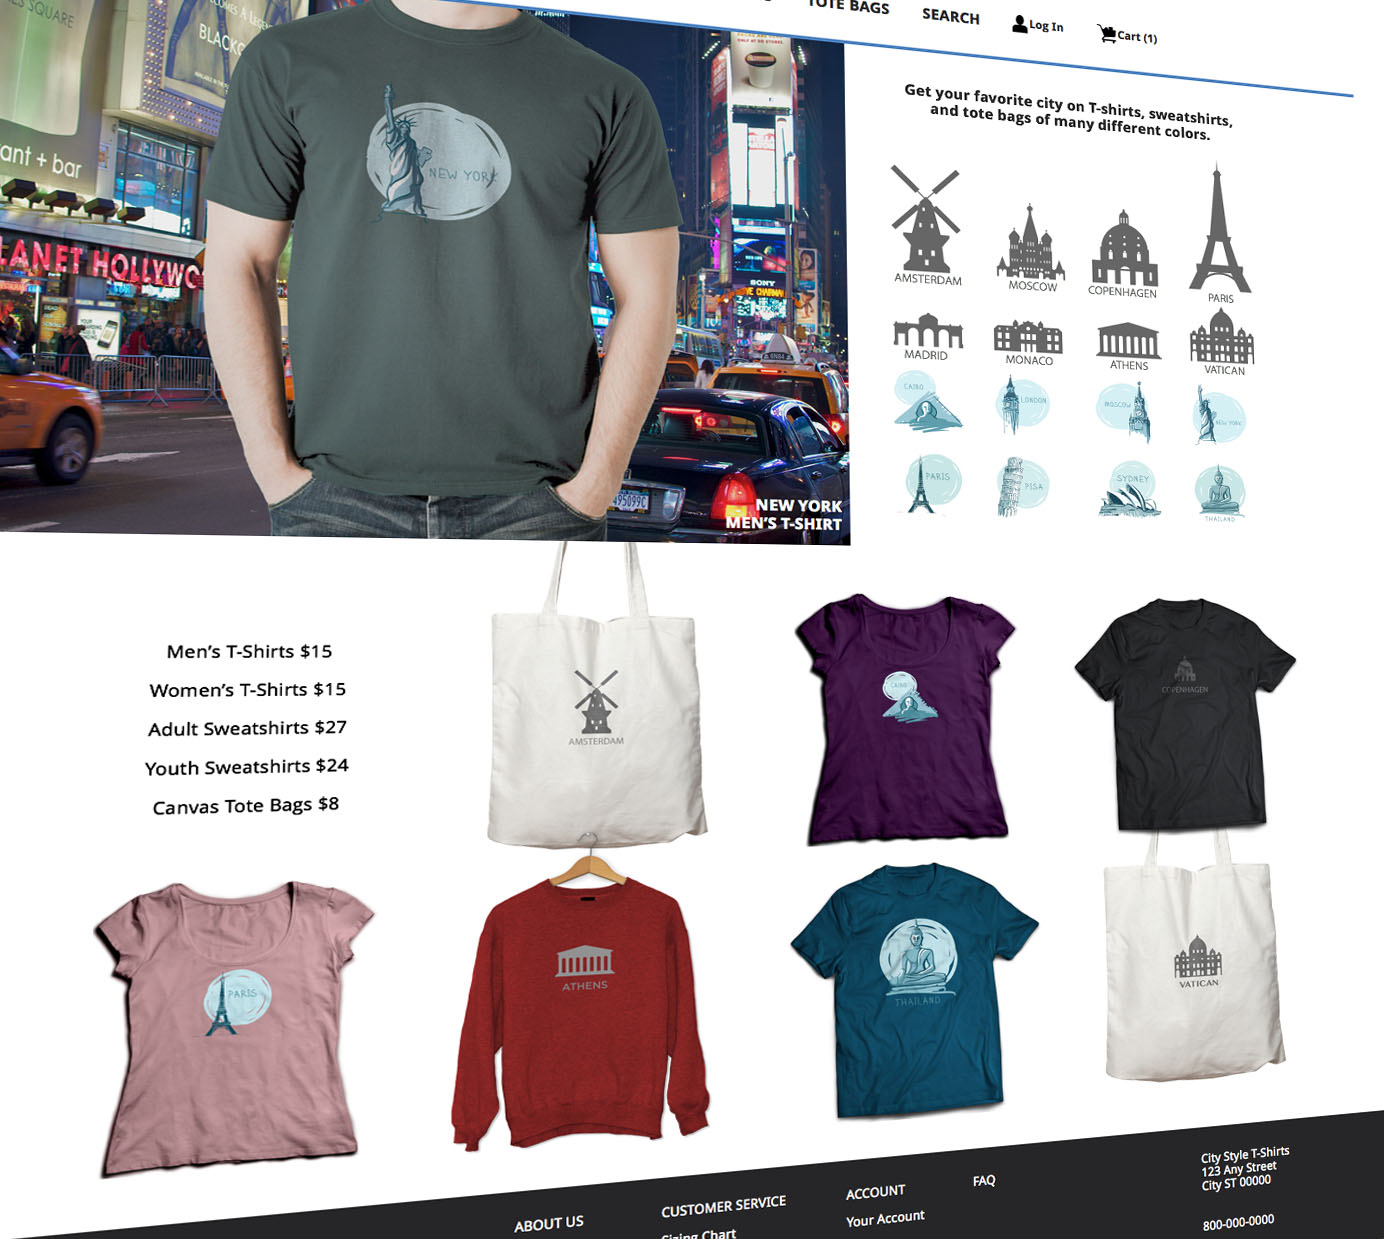 TOTE BAGS
SEARCH
Log In
Cart (1)
SQUARE
BLACK
ant + bar
LANET HOLLYWO
NEW YORK
SONY
NEW YORK
MEN'S T-SHIRT
Get your favorite city on T-shirts, sweatshirts,
and tote bags of many different colors.
AMSTERDAM
MOSCOW
COPENHAGEN
PARIS
MADRID
MONACO
ATHENS
VATICAN
CAIRO
LONDON
MOSCOW
NEW YORK
PARIS
PISA
SYDNEY
THAILAND
Men's T-Shirts $15
Women's T-Shirts $15
Adult Sweatshirts $27
Youth Sweatshirts $24
Canvas Tote Bags $8
AMSTERDAM
CAIRO
COPENHAGEN
PARIS
ATHENS
THAILAND
VATICAN
ABOUT US
CUSTOMER SERVICE
Sizing Chart
ACCOUNT
Your Account
FAQ
City Style T-Shirts
123 Any Street
City ST 00000
800-000-0000